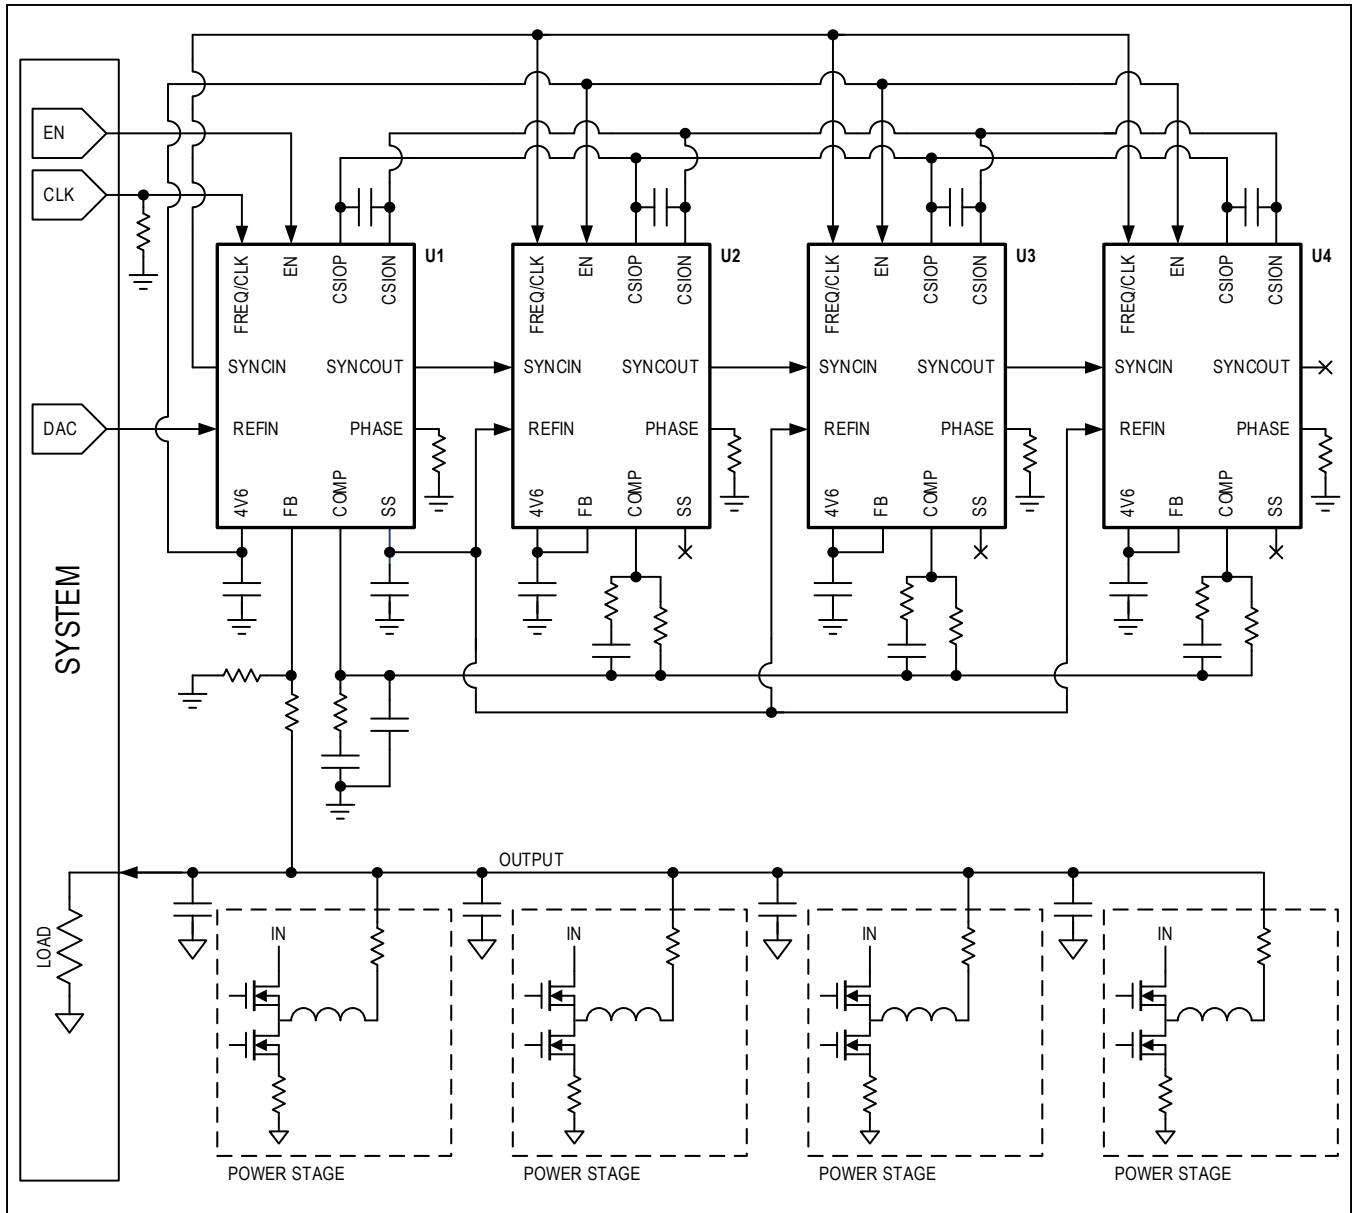 EN
CLK
DAC
SYSTEM
LOAD
U1
FREQ/CLK
EN
CSIOP
CSION
SYNCIN
SYNCOUT
REFIN
PHASE
4V6
FB
COMP
SS
U2
FREQ/CLK
EN
CSIOP
CSION
SYNCIN
SYNCOUT
REFIN
PHASE
4V6
FB
COMP
SS
U3
FREQ/CLK
EN
CSIOP
CSION
SYNCIN
SYNCOUT
REFIN
PHASE
4V6
FB
COMP
SS
U4
FREQ/CLK
EN
CSIOP
CSION
SYNCIN
SYNCOUT
REFIN
PHASE
4V6
FB
COMP
SS
OUTPUT
IN
IN
IN
IN
POWER STAGE
POWER STAGE
POWER STAGE
POWER STAGE